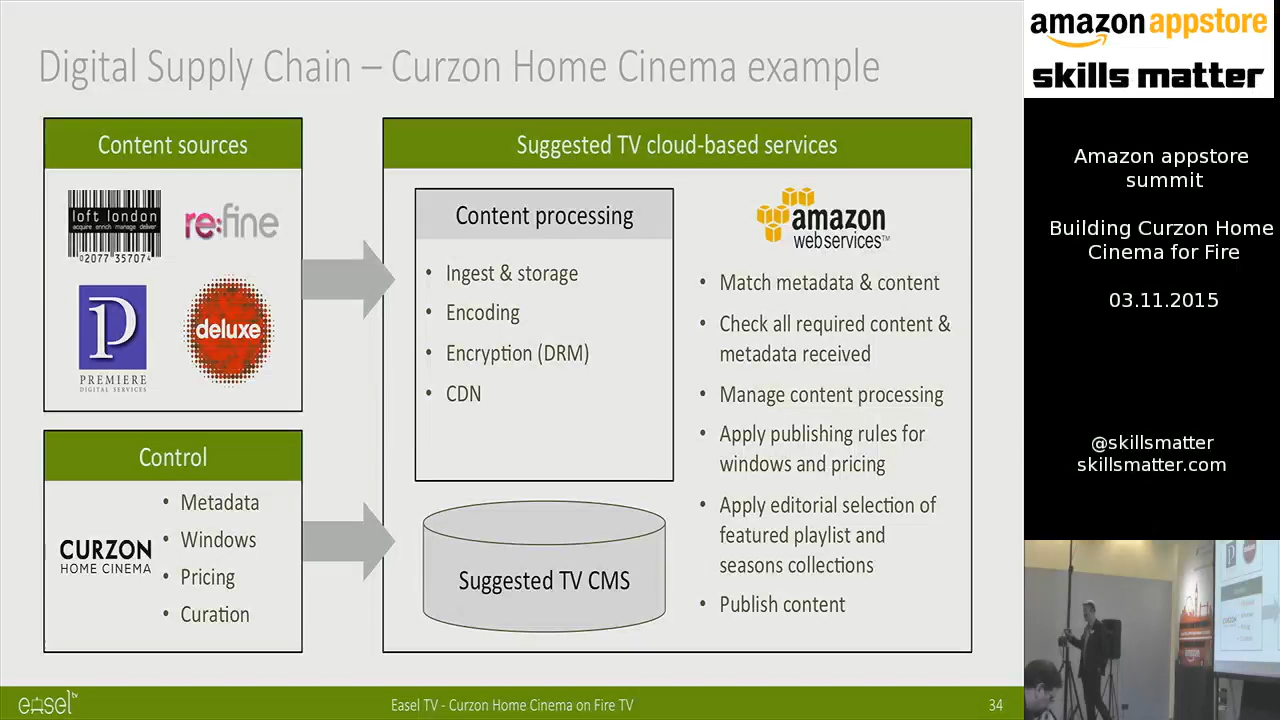 Digital Supply Chain – Curzon Home Cinema example
Content sources
loft london
acquire enrich manage deliver
020773570741
re:fine
P
PREMIERE
DIGITAL SERVICES
deluxe
Control
CURZON
HOME CINEMA
• Metadata
• Windows
• Pricing
• Curation
Suggested TV cloud-based services
Content processing
• Ingest & storage
• Encoding
• Encryption (DRM)
• CDN
Suggested TV CMS
amazon
webservices™
• Match metadata & content
• Check all required content &
metadata received
• Manage content processing
• Apply publishing rules for
windows and pricing
• Apply editorial selection of
featured playlist and
seasons collections
• Publish content
easel tv
Easel TV - Curzon Home Cinema on Fire TV
34
amazon appstore
skills matter
Amazon appstore
summit
Building Curzon Home
Cinema for Fire
03.11.2015
@skillsmatter
skillsmatter.com